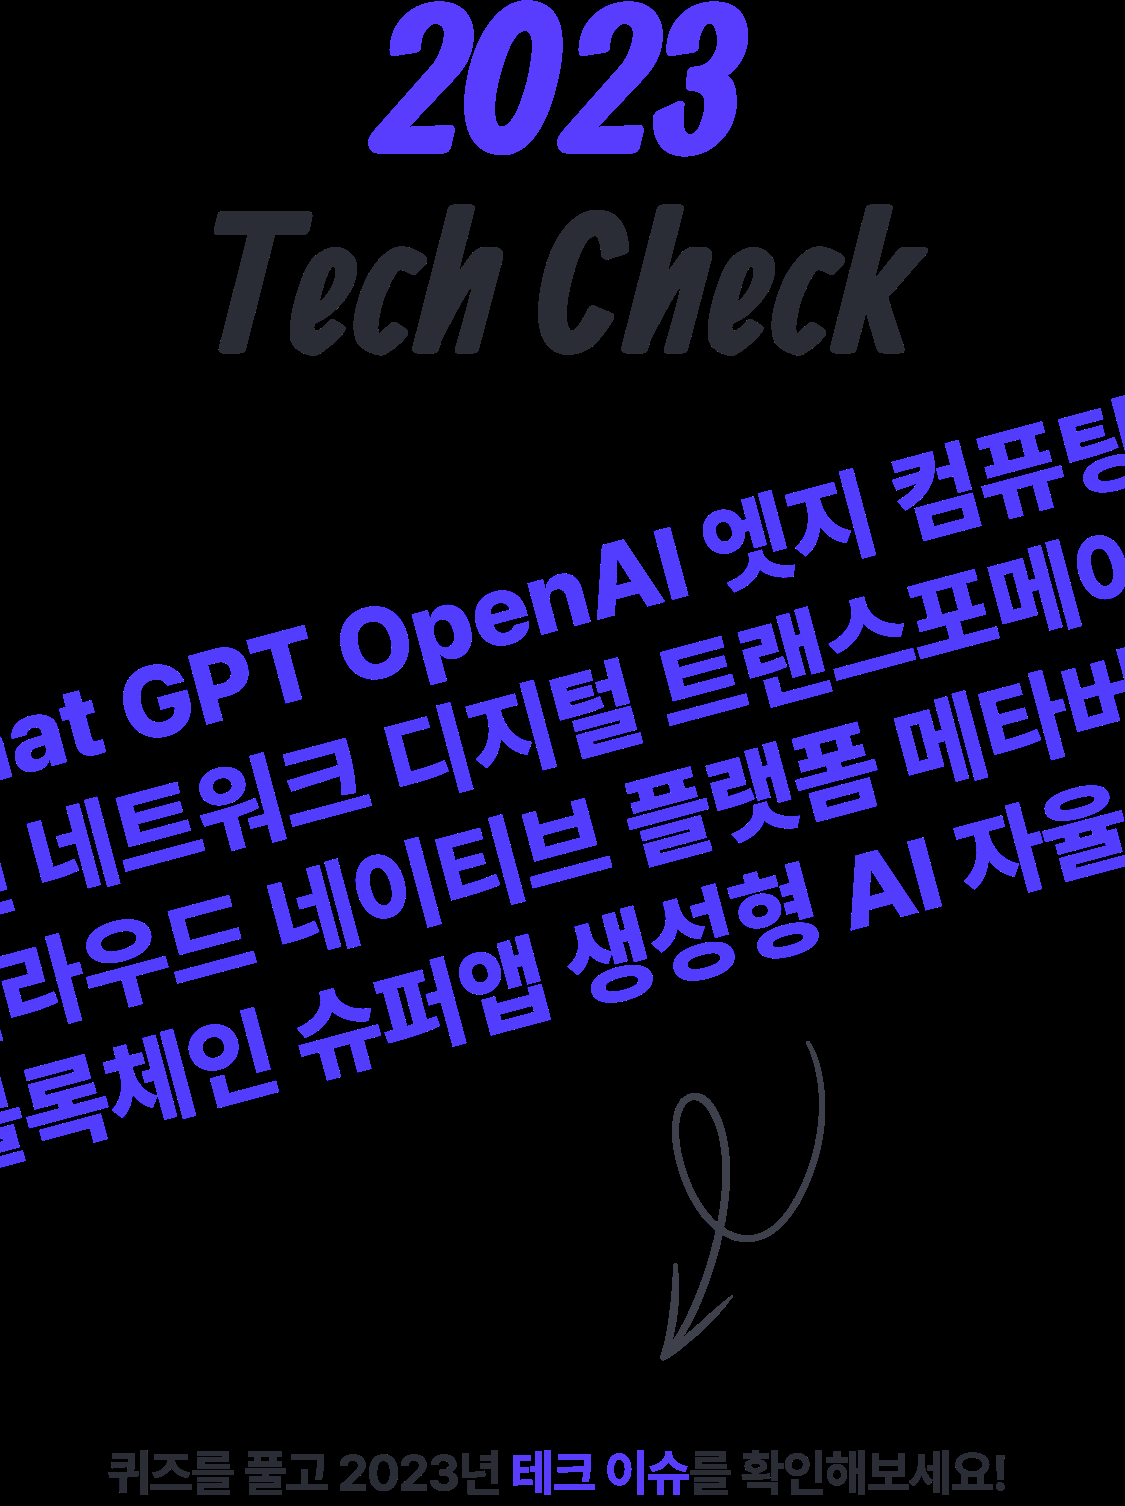 2023
Tech Check
hat GPT OpenAI 엣지 컴퓨팅
네트워크 디지털 트랜스포메이
라우드 네이티브 플랫폼 메타버
블록체인 슈퍼앱 생성형 AI 자율
퀴즈를 풀고 2023년 테크 이슈를 확인해보세요!